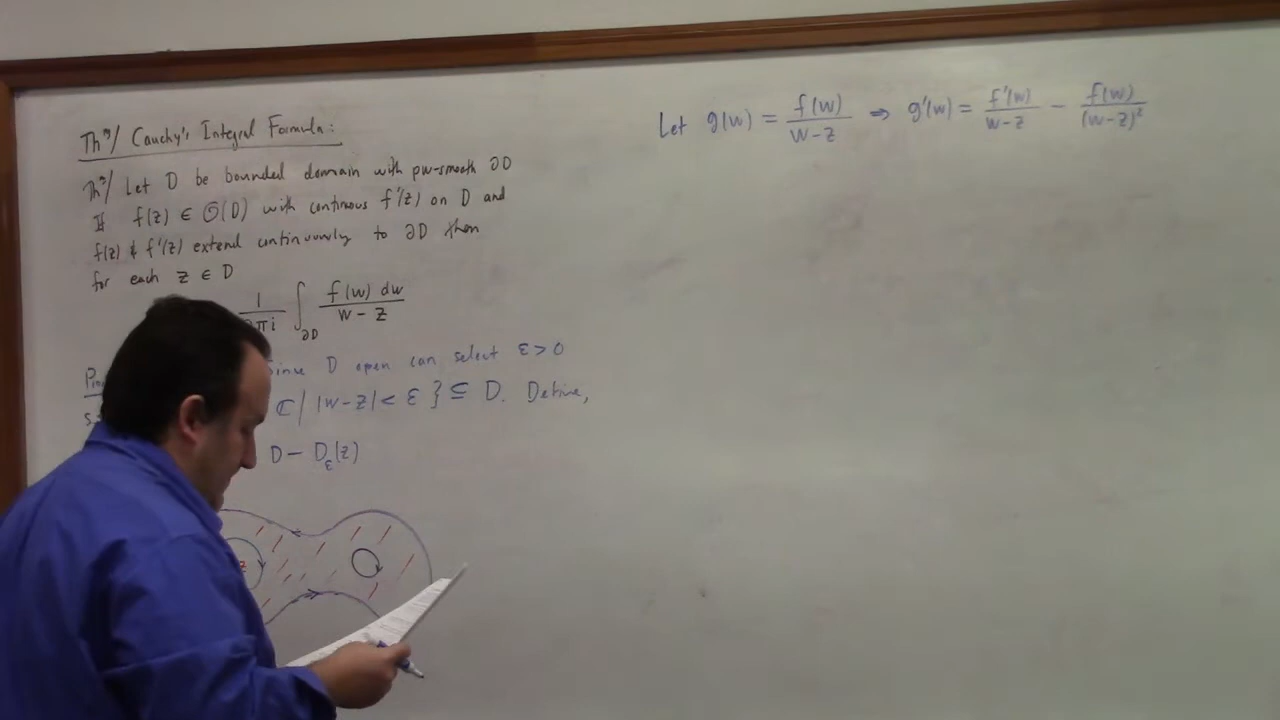 Thᵐ/ Cauchy's Integral Formula:
Thᵐ/ Let D be bounded domain with pw-smooth ∂D
If f(z) ∈ O(D) with continuous f'(z) on D and
f(z) & f'(z) extend continuously to ∂D then
for each z ∈ D
1/2πi ∫_∂D f(w) dw / w - z
Since D open can select ε > 0
ℂ | |w-z| < ε } ⊆ D. Define,
D - D_ε(z)
z
Let g(w) = f(w)/w-z ⇒ g'(w) = f'(w)/w-z - f(w)/(w-z)²